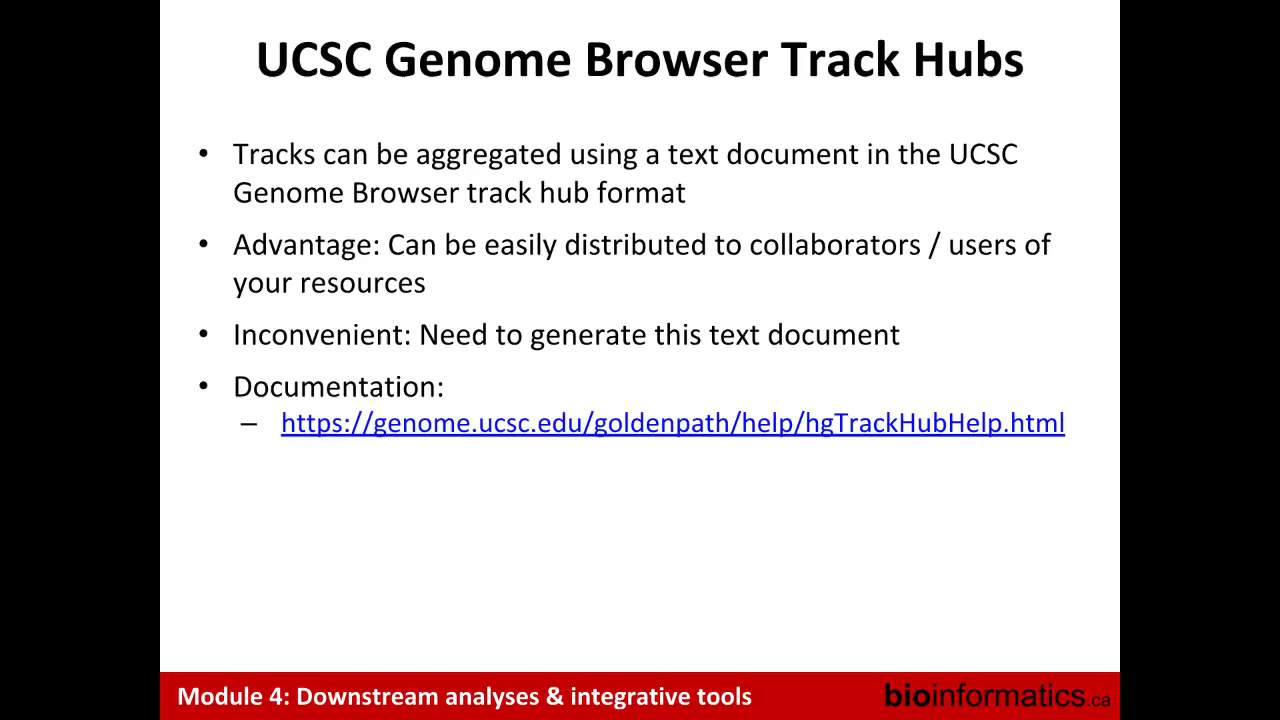 UCSC Genome Browser Track Hubs
• Tracks can be aggregated using a text document in the UCSC
Genome Browser track hub format
• Advantage: Can be easily distributed to collaborators / users of
your resources
• Inconvenient: Need to generate this text document
• Documentation:
– https://genome.ucsc.edu/goldenpath/help/hgTrackHubHelp.html
Module 4: Downstream analyses & integrative tools
bioinformatics.ca